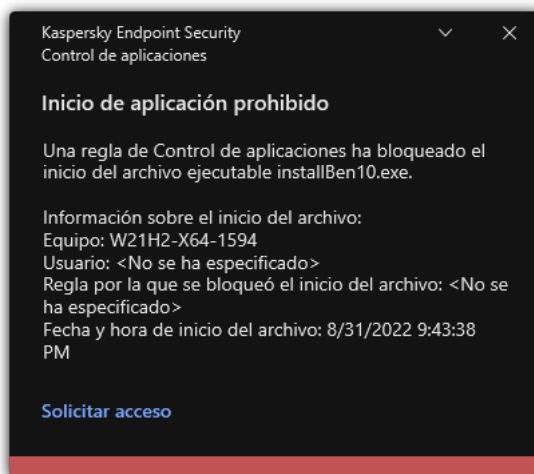 Kaspersky Endpoint Security
Control de aplicaciones
Inicio de aplicación prohibido
Una regla de Control de aplicaciones ha bloqueado el
inicio del archivo ejecutable installBen10.exe.
Información sobre el inicio del archivo:
Equipo: W21H2-X64-1594
Usuario: <No se ha especificado>
Regla por la que se bloqueó el inicio del archivo: <No se
ha especificado>
Fecha y hora de inicio del archivo: 8/31/2022 9:43:38
PM
Solicitar acceso